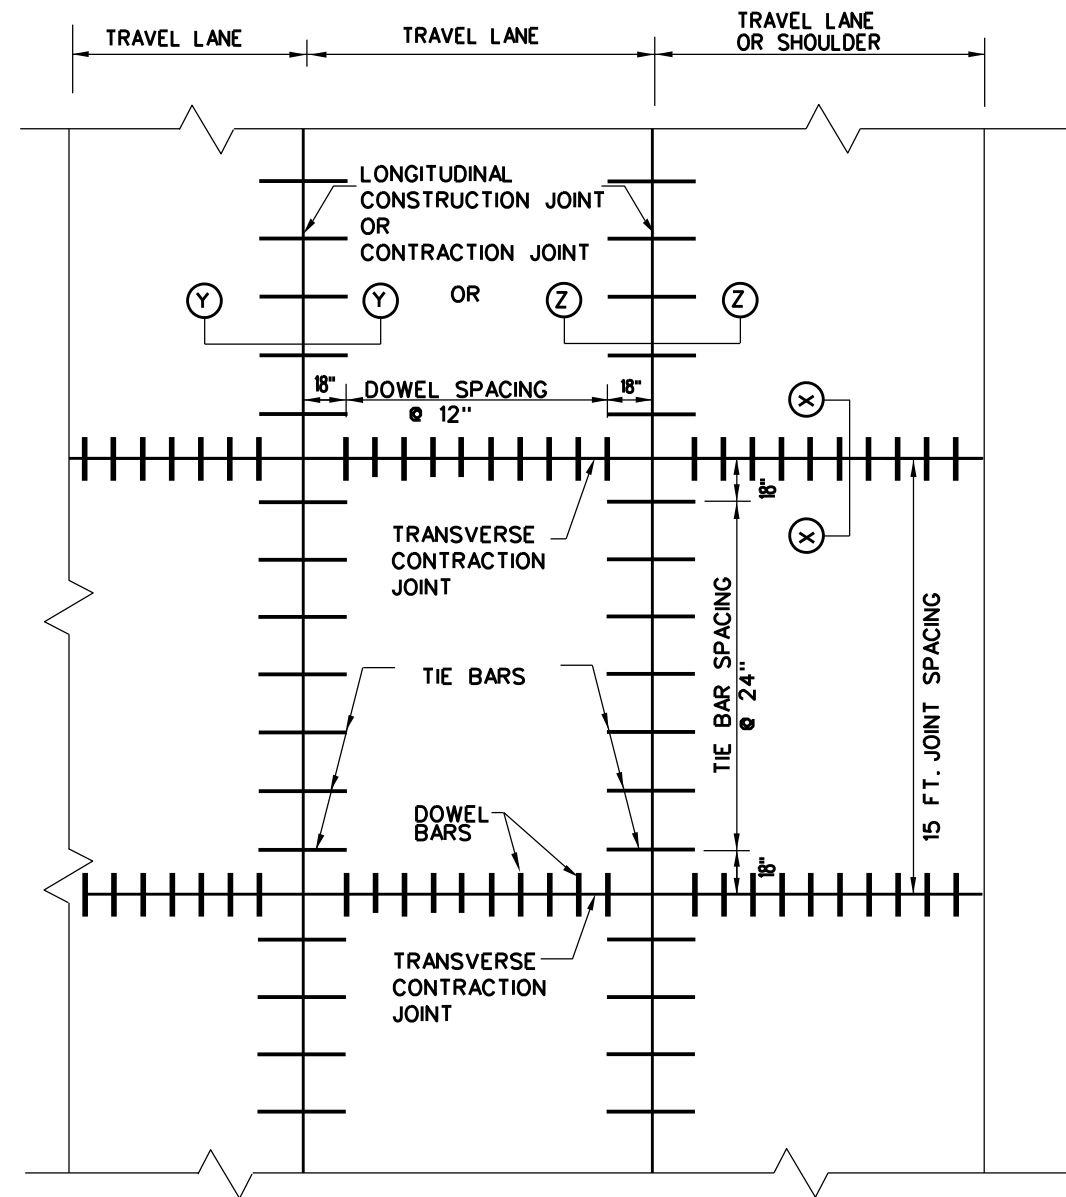 TRAVEL LANE
TRAVEL LANE
TRAVEL LANE
OR SHOULDER
LONGITUDINAL
CONSTRUCTION JOINT
OR
CONTRACTION JOINT
OR
Y
Y
Z
Z
18"
DOWEL SPACING
@ 12"
18"
X
X
18"
TRANSVERSE
CONTRACTION
JOINT
TIE BAR SPACING
@ 24"
15 FT. JOINT SPACING
TIE BARS
DOWEL
BARS
18"
TRANSVERSE
CONTRACTION
JOINT